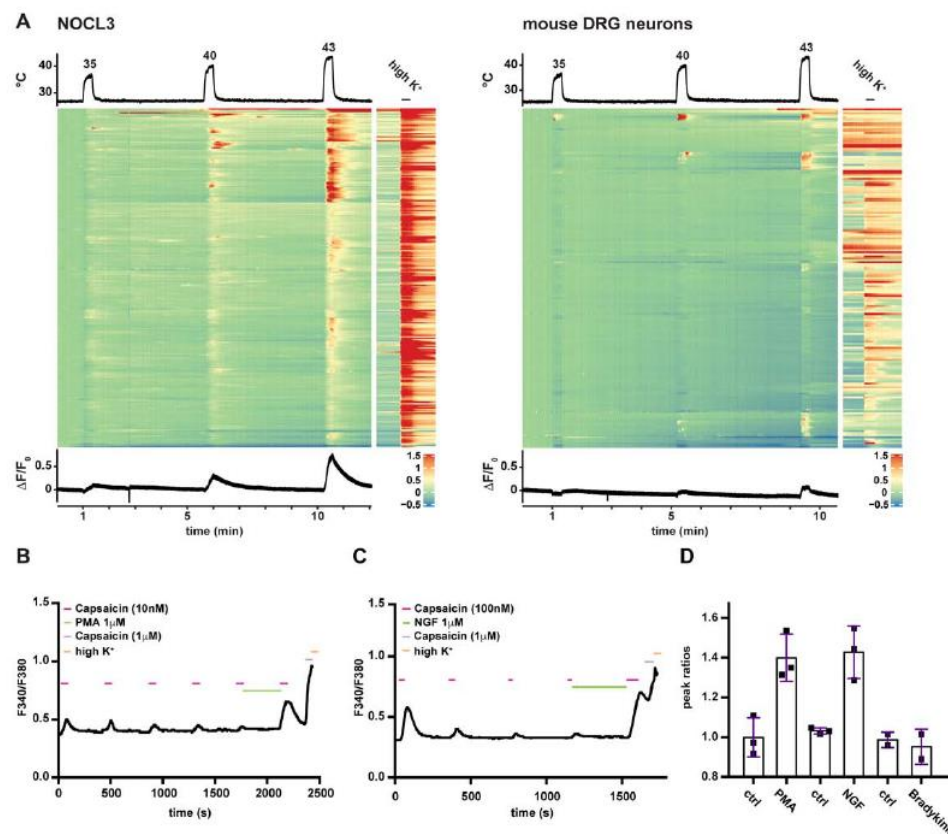 A NOCL3 mouse DRG neurons
35 40 43 high K⁺
35 40 43 high K⁺
°C 40 30
°C 40 30
ΔF/F₀ 0.5 0
1.5 1 0.5 0 −0.5
ΔF/F₀ 0.5 0
1.5 1 0.5 0 −0.5
1 5 10
time (min)
1 5 10
time (min)
B
F340/F380
1.5
1.0
0.5
0.0
Capsaicin (10nM)
PMA 1μM
Capsaicin (1μM)
high K⁺
0 500 1000 1500 2000 2500
time (s)
C
F340/F380
1.5
1.0
0.5
0.0
Capsaicin (100nM)
NGF 1μM
Capsaicin (1μM)
high K⁺
0 500 1000 1500
time (s)
D
peak ratios
1.6
1.4
1.2
1.0
0.8
ctrl PMA ctrl NGF ctrl